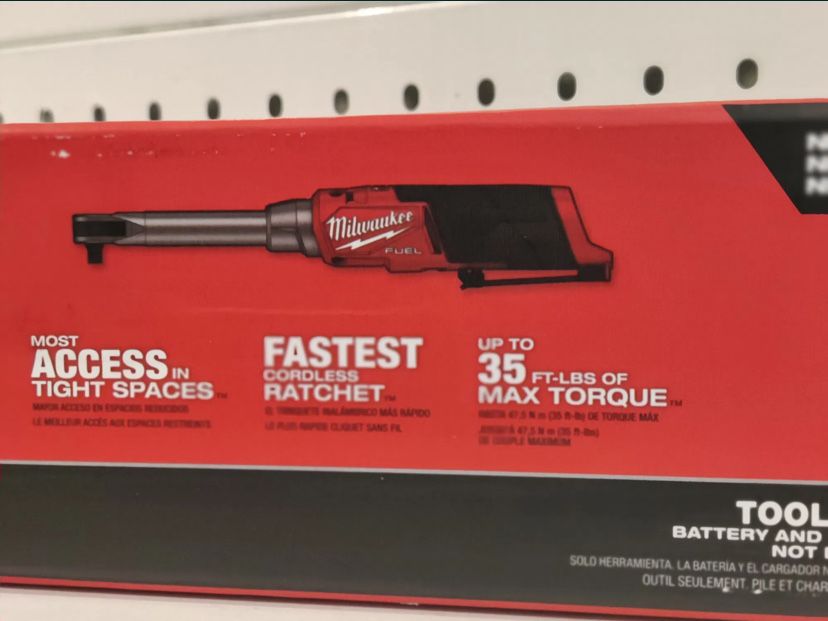 Milwaukee
FUEL
MOST
ACCESS IN
TIGHT SPACES™
MAYOR ACCESO EN ESPACIOS REDUCIDOS
LE MEILLEUR ACCÈS AUX ESPACES RESTREINTS
FASTEST
CORDLESS
RATCHET™
EL TRINQUETE INALÁMBRICO MÁS RÁPIDO
LE PLUS RAPIDE CLIQUET SANS FIL
UP TO
35 FT-LBS OF
MAX TORQUE™
HASTA 47,5 N m (35 ft-lb) DE TORQUE MÁX
JUSQU'À 47,5 N m (35 ft-lbs)
DE COUPLE MAXIMUM
TOOL
BATTERY AND
NOT
SOLO HERRAMIENTA. LA BATERÍA Y EL CARGADOR N
OUTIL SEULEMENT. PILE ET CHAR